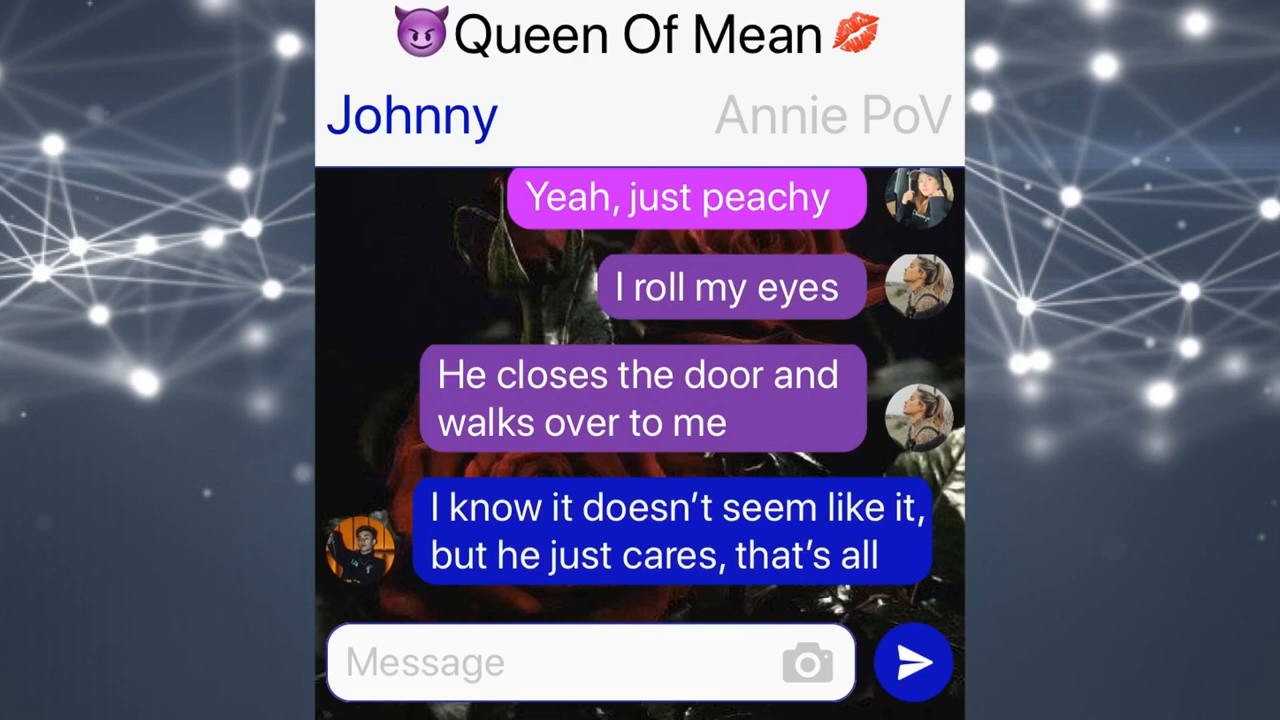 😈Queen Of Mean💋
Johnny
Annie PoV
Yeah, just peachy
I roll my eyes
He closes the door and
walks over to me
I know it doesn’t seem like it,
but he just cares, that’s all
Message